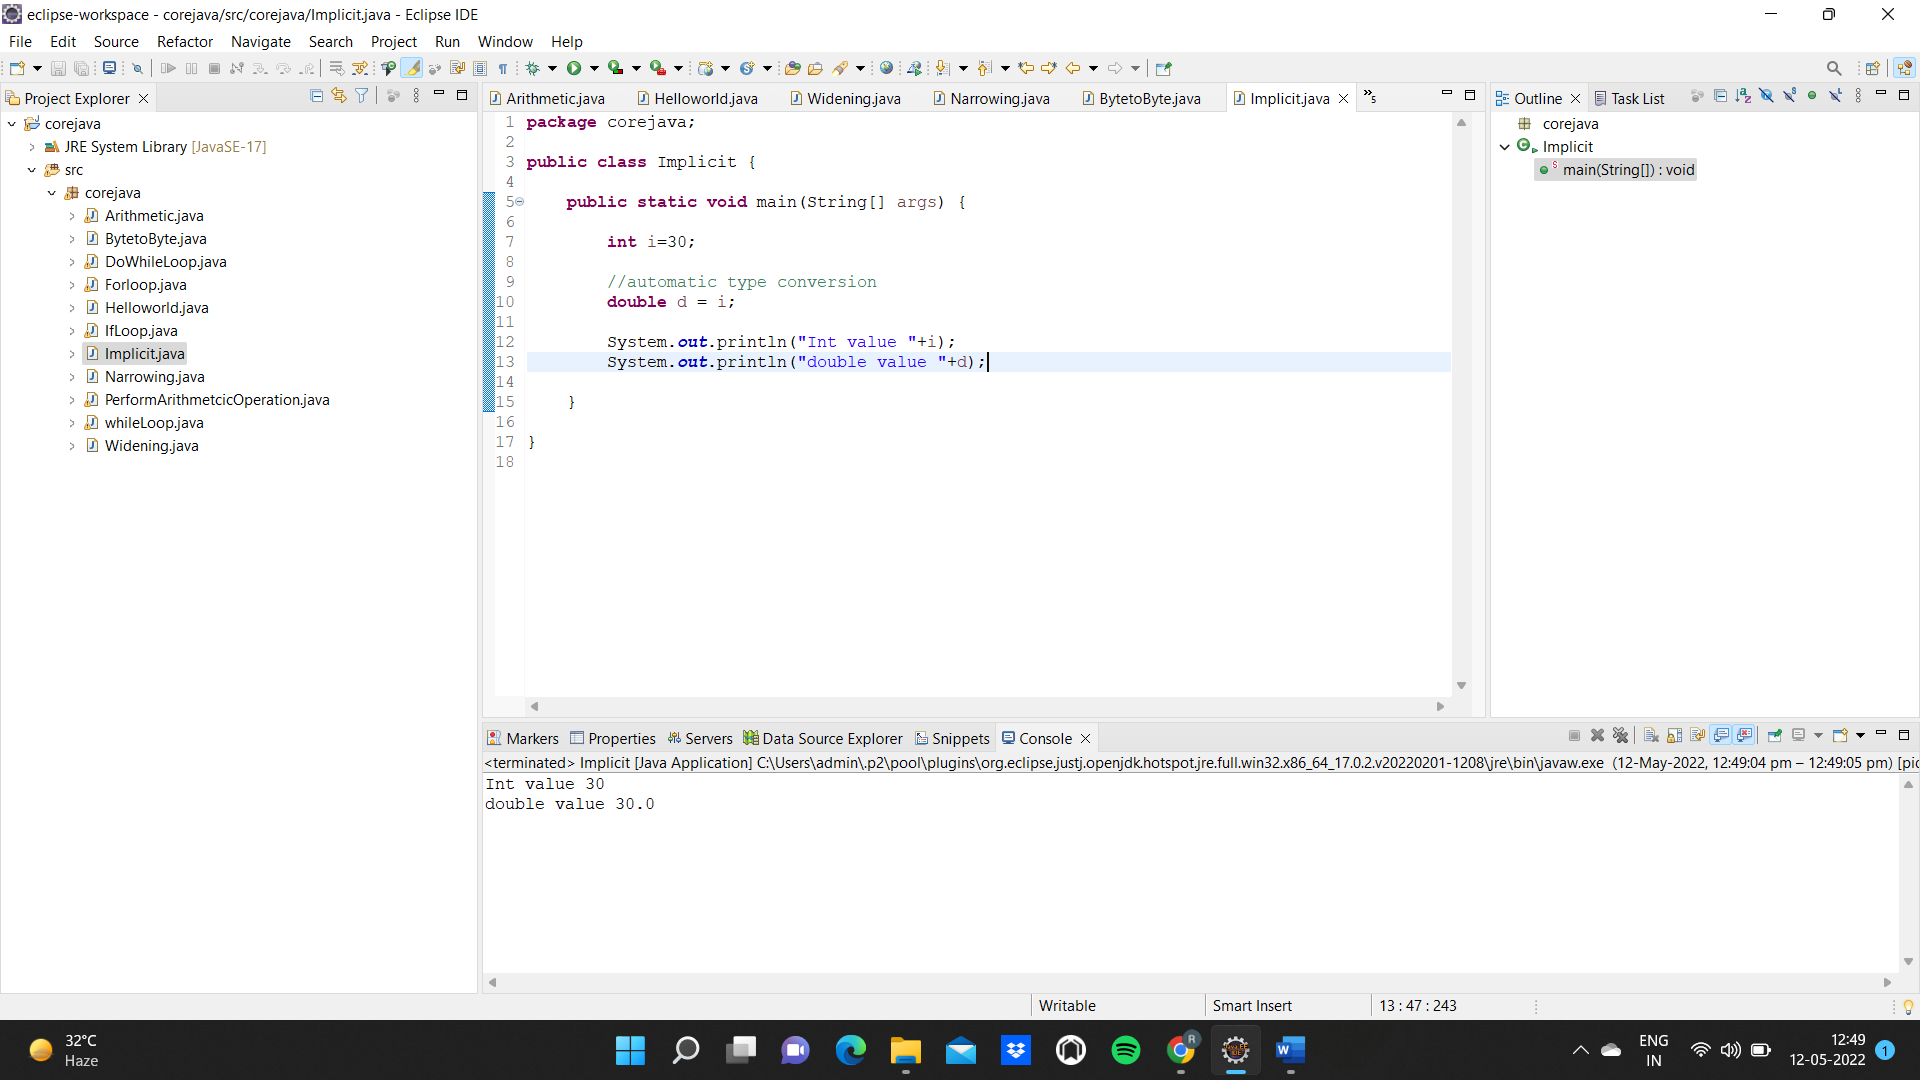 eclipse-workspace - corejava/src/corejava/Implicit.java - Eclipse IDE
File Edit Source Refactor Navigate Search Project Run Window Help
Project Explorer
corejava
JRE System Library [JavaSE-17]
src
corejava
Arithmetic.java
BytetoByte.java
DoWhileLoop.java
Forloop.java
Helloworld.java
IfLoop.java
Implicit.java
Narrowing.java
PerformArithmetcicOperation.java
whileLoop.java
Widening.java
Arithmetic.java Helloworld.java Widening.java Narrowing.java BytetoByte.java Implicit.java »5
1 package corejava;
2
3 public class Implicit {
4
5 public static void main(String[] args) {
6
7 int i=30;
8
9 //automatic type conversion
10 double d = i;
11
12 System.out.println("Int value "+i);
13 System.out.println("double value "+d);
14
15 }
16
17 }
18
Outline Task List
corejava
Implicit
main(String[]) : void
Markers Properties Servers Data Source Explorer Snippets Console
<terminated> Implicit [Java Application] C:\Users\admin\.p2\pool\plugins\org.eclipse.justj.openjdk.hotspot.jre.full.win32.x86_64_17.0.2.v20220201-1208\jre\bin\javaw.exe (12-May-2022, 12:49:04 pm – 12:49:05 pm) [pid
Int value 30
double value 30.0
Writable Smart Insert 13 : 47 : 243
32°C
Haze
R
ENG
IN
12:49
12-05-2022
1